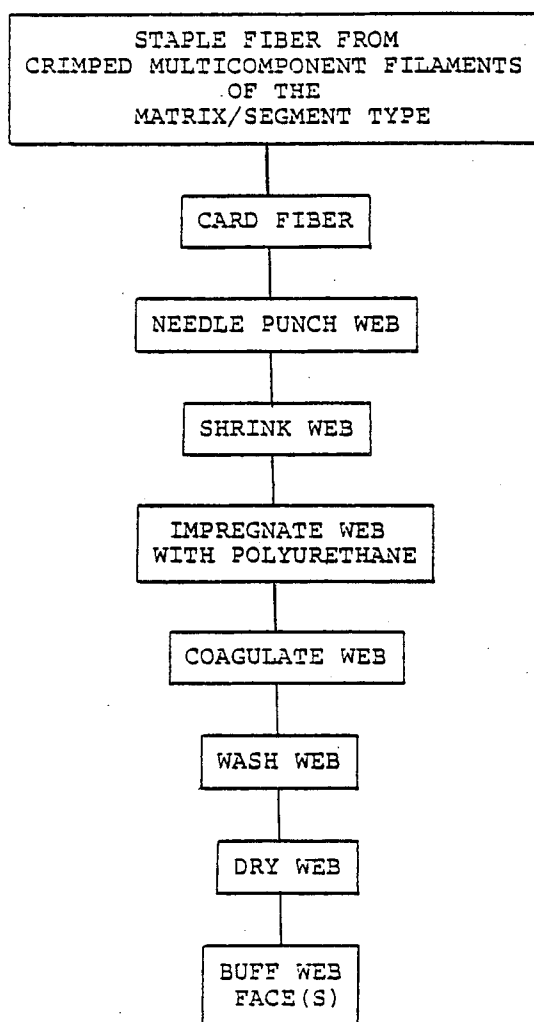 STAPLE FIBER FROM
CRIMPED MULTICOMPONENT FILAMENTS
OF THE
MATRIX/SEGMENT TYPE
CARD FIBER
NEEDLE PUNCH WEB
SHRINK WEB
IMPREGNATE WEB
WITH POLYURETHANE
COAGULATE WEB
WASH WEB
DRY WEB
BUFF WEB
FACE(S)